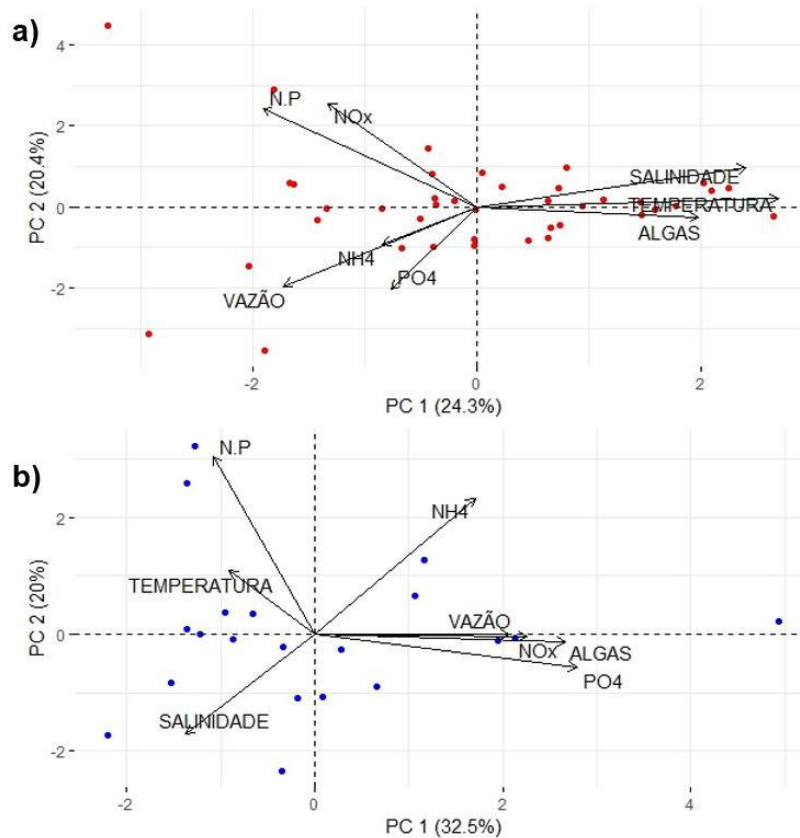 a)
4
2
0
-2
PC 2 (20.4%)
N.P
NOx
SALINIDADE
TEMPERATURA
ALGAS
NH4
PO4
VAZÃO
-2
0
2
PC 1 (24.3%)
b)
2
0
-2
PC 2 (20%)
N.P
NH4
TEMPERATURA
VAZÃO
NOx
ALGAS
PO4
SALINIDADE
-2
0
2
4
PC 1 (32.5%)